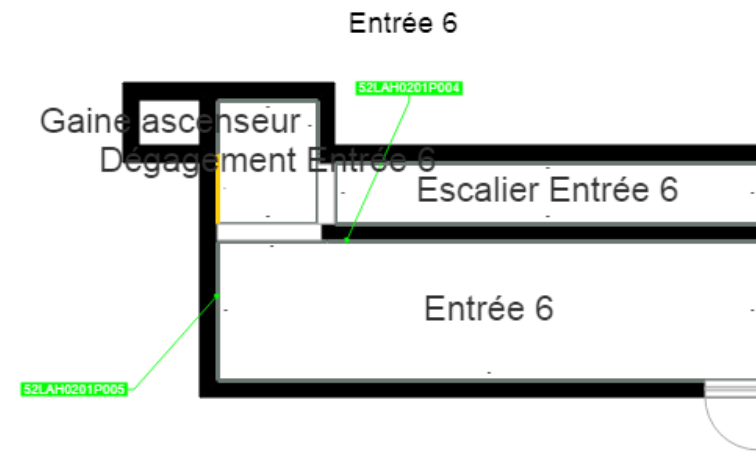 Entrée 6
52LAH0201P004
Gaine ascenseur
Dégagement Entrée 6
Escalier Entrée 6
Entrée 6
52LAH0201P005